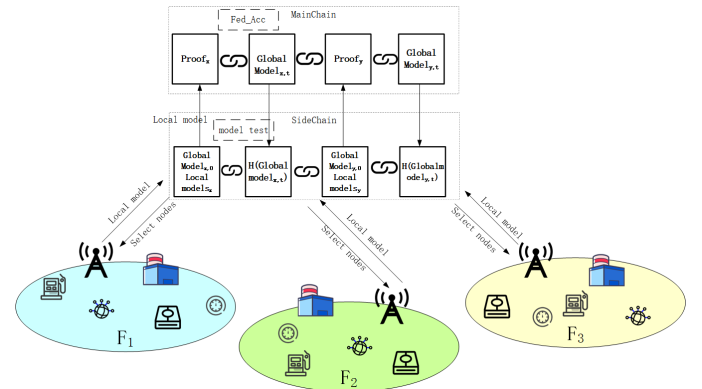 MainChain
Fed_Acc
Proofx
Global
Modelx,t
Proofy
Global
Modely,t
Local model
SideChain
model test
Global
Modelx,0
Local
modelsx
H(Global
modelx,t)
Global
Modely,0
Local
modelsy
H(Globalm
odely,t)
Local model
Select nodes
Local model
Select nodes
Local model
Select nodes
F1
F2
F3